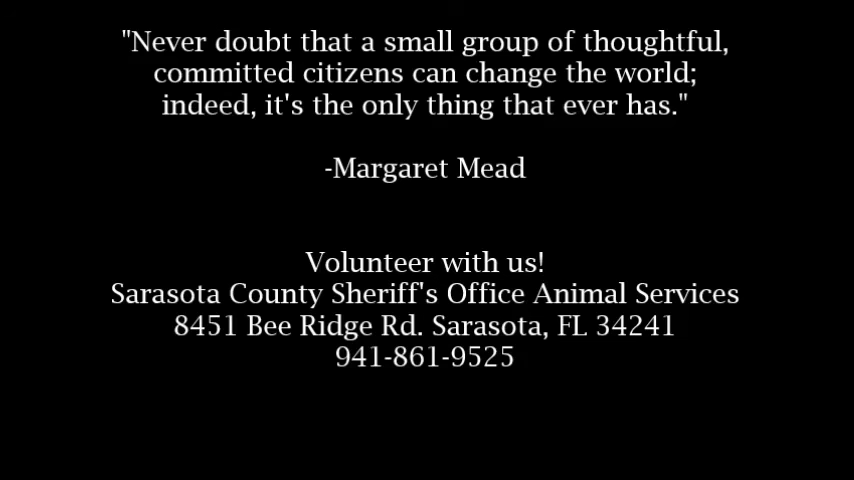 "Never doubt that a small group of thoughtful,
committed citizens can change the world;
indeed, it's the only thing that ever has."
-Margaret Mead
Volunteer with us!
Sarasota County Sheriff's Office Animal Services
8451 Bee Ridge Rd. Sarasota, FL 34241
941-861-9525